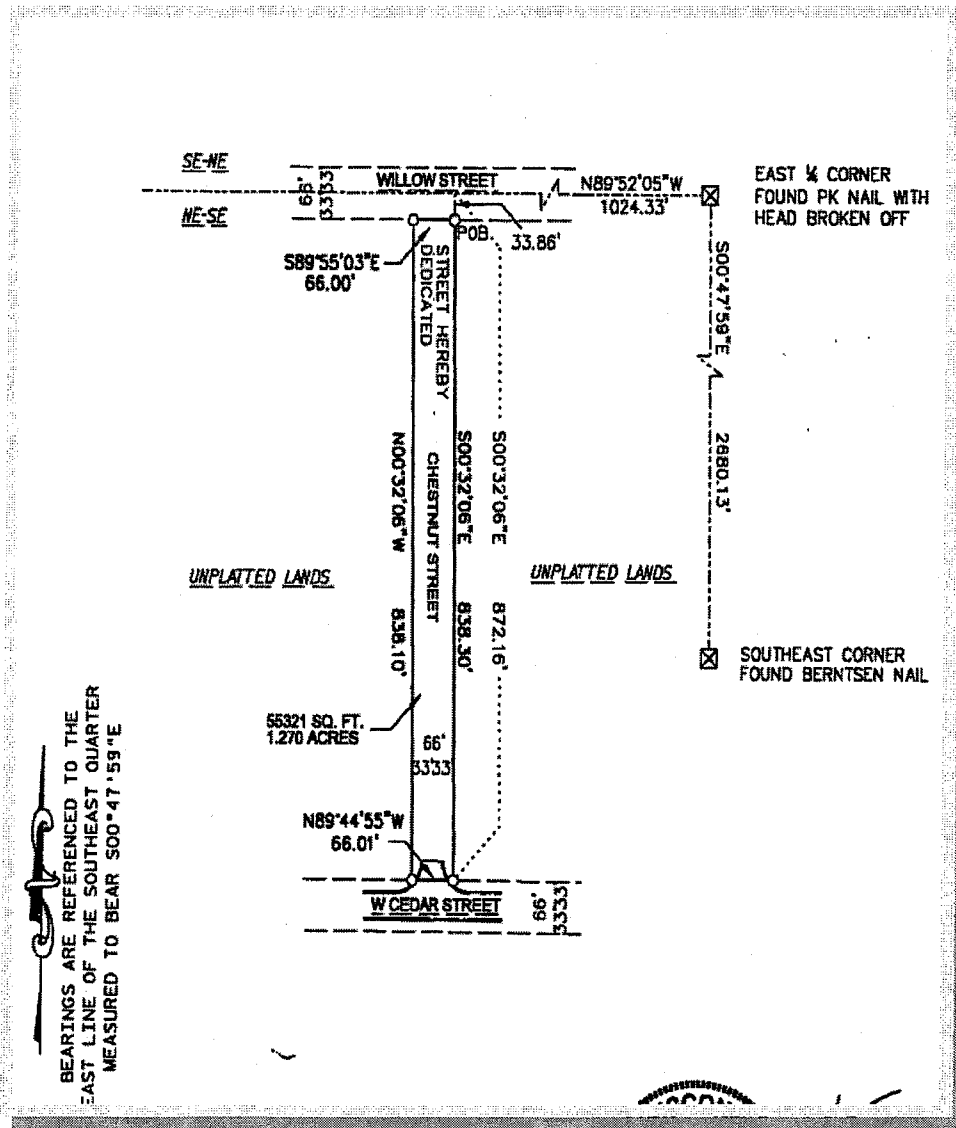 SE-NE
NE-SE
66'
33'33
WILLOW STREET
N89°52'05"W
1024.33'
EAST ¼ CORNER
FOUND PK NAIL WITH
HEAD BROKEN OFF
POB
33.86'
S89°55'03"E
66.00'
STREET HEREBY
DEDICATED
CHESTNUT STREET
N00°32'06"W
838.10'
S00°32'06"E
838.30'
S00°32'06"E
872.16'
S00°47'59"E
2680.13'
UNPLATTED LANDS
UNPLATTED LANDS
SOUTHEAST CORNER
FOUND BERNTSEN NAIL
55321 SQ. FT.
1.270 ACRES
66'
33'33
N89°44'55"W
66.01'
W CEDAR STREET
66'
33'33
BEARINGS ARE REFERENCED TO THE
EAST LINE OF THE SOUTHEAST QUARTER
MEASURED TO BEAR S00°47'59"E